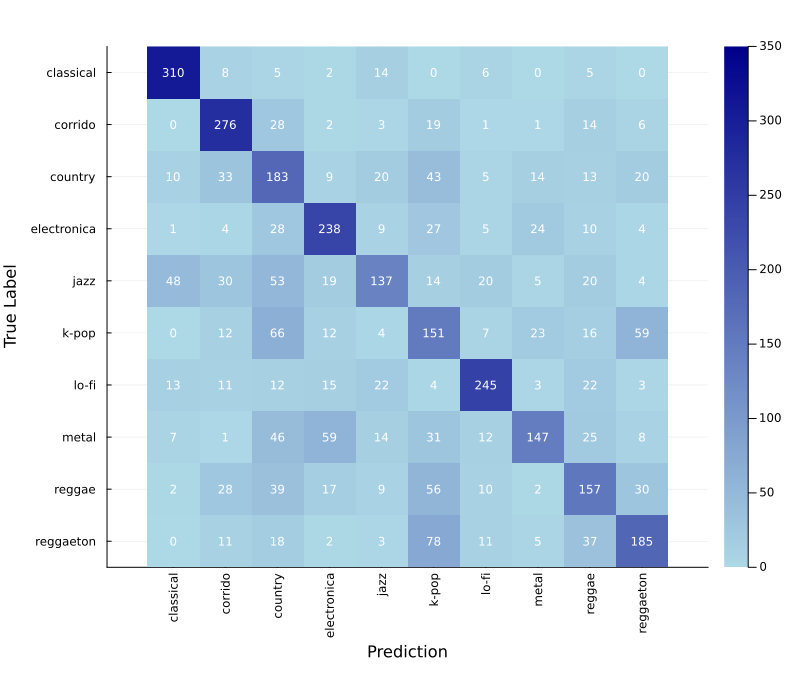 classical 310 8 5 2 14 0 6 0 5 0
corrido 0 276 28 2 3 19 1 1 14 6
country 10 33 183 9 20 43 5 14 13 20
electronica 1 4 28 238 9 27 5 24 10 4
jazz 48 30 53 19 137 14 20 5 20 4
k-pop 0 12 66 12 4 151 7 23 16 59
lo-fi 13 11 12 15 22 4 245 3 22 3
metal 7 1 46 59 14 31 12 147 25 8
reggae 2 28 39 17 9 56 10 2 157 30
reggaeton 0 11 18 2 3 78 11 5 37 185
classical corrido country electronica jazz k-pop lo-fi metal reggae reggaeton
Prediction
True Label
350
300
250
200
150
100
50
0